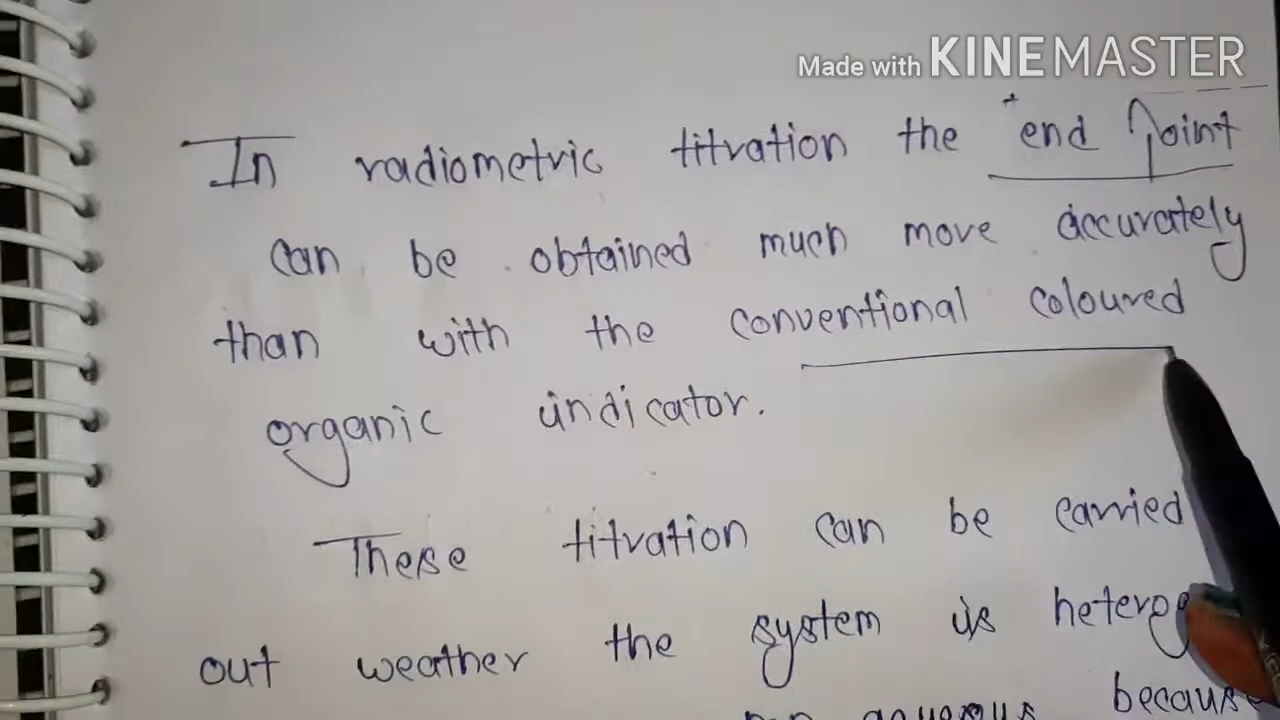 Made with KINEMASTER
In radiometric titration the end Point
can be obtained much more accurately
than with the conventional coloured
organic indicator.
These titration can be carried
out weather the system is
because